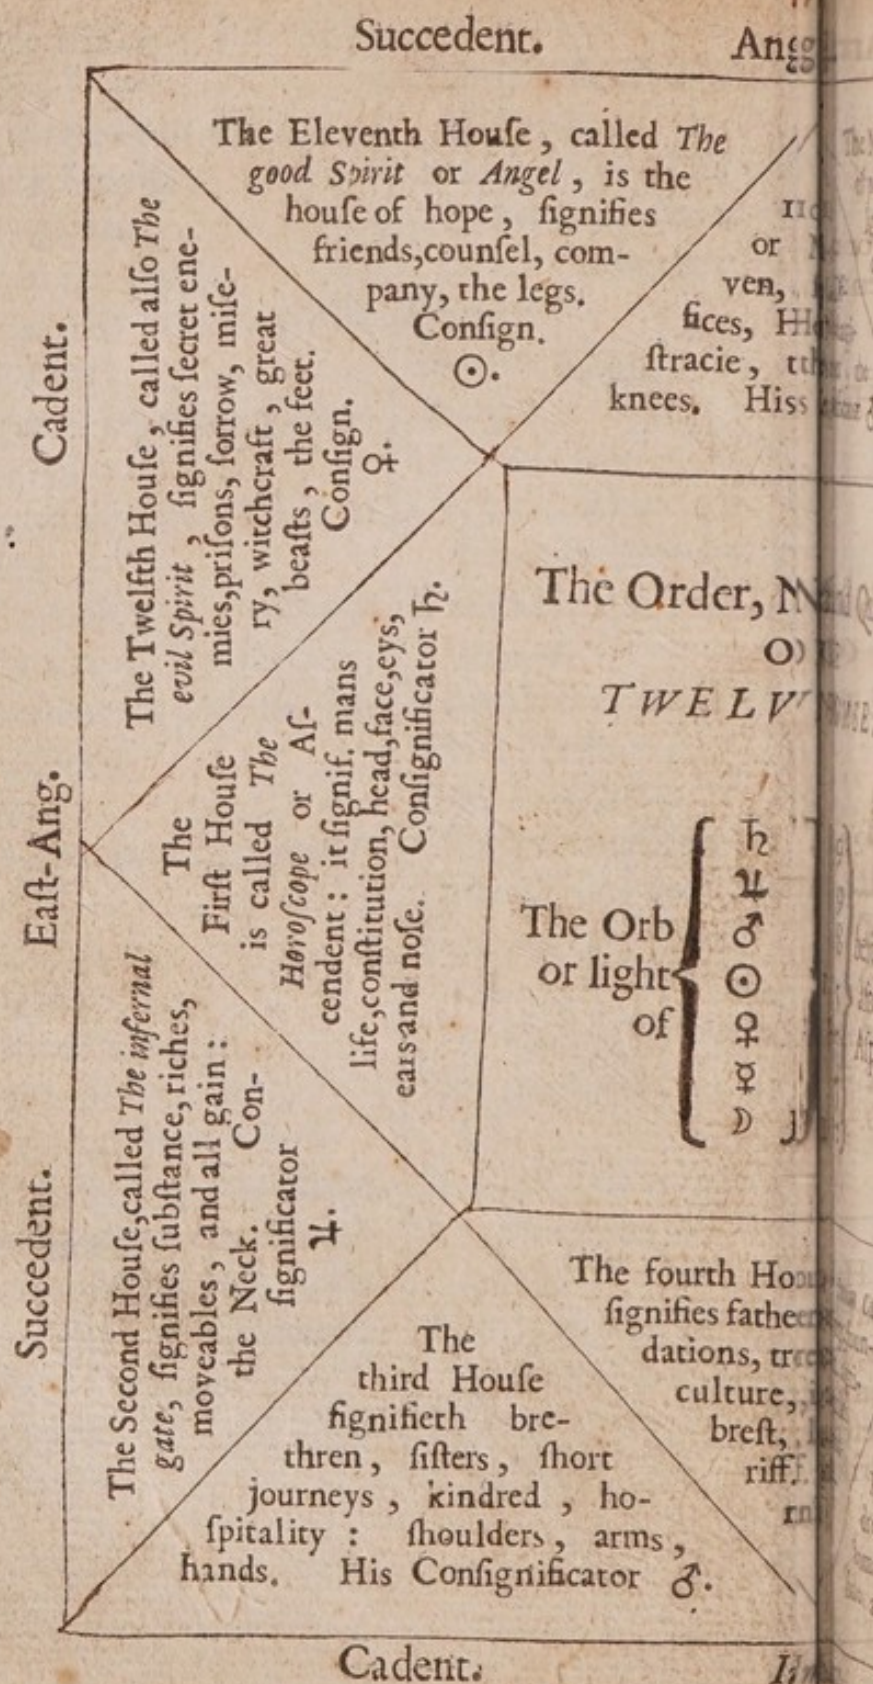 Succedent.
The Eleventh Houſe, called The
good Spirit or Angel, is the
houſe of hope, ſignifies
friends,counſel, com-
pany, the legs.
Conſign.
☉.
or
ven,
fices,
ſtracie,
knees. Hiss
Cadent.
The Twelfth Houſe, called alſo The
evil Spirit, ſignifies ſecret ene-
mies,priſons, ſorrow, miſe-
ry, witchcraft, great
beaſts, the feet.
Conſign.
♀.
Eaſt-Ang.
The
Firſt Houſe
is called The
Horoſcope or Aſ-
cendent: it ſignif. mans
life,conſtitution, head,face,eys,
ears and noſe. Conſignificator ♄.
The Order,
TWELV
The Orb
or light
of
♄
♃
♂
☉
♀
☿
☽
Succedent.
The Second Houſe,called The infernal
gate, ſignifies ſubſtance, riches,
moveables, and all gain:
the Neck. Con-
ſignificator
♃.
The
third Houſe
ſignifieth bre-
thren, ſiſters, ſhort
journeys, kindred, ho-
ſpitality: ſhoulders, arms,
hands. His Conſignificator ♂.
The fourth
ſignifies
dations,
culture,
breſt,
Cadent.